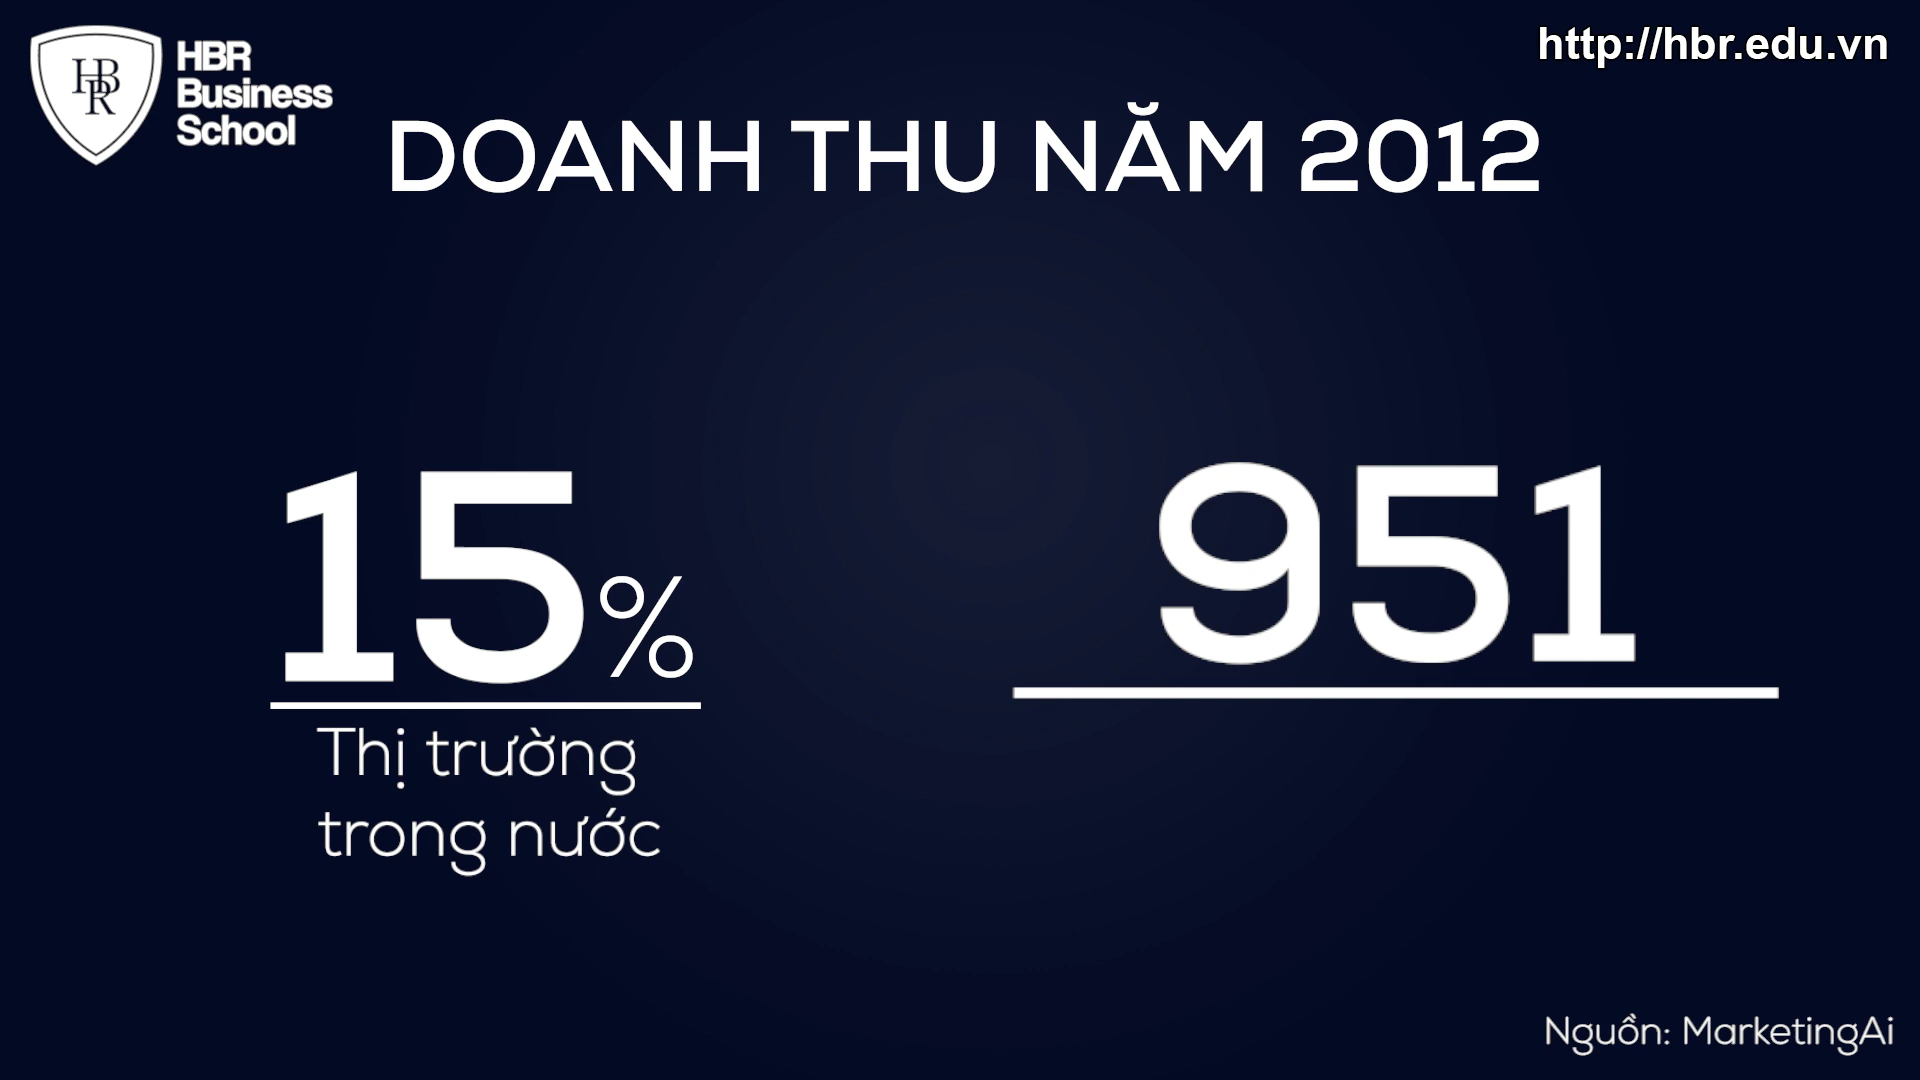 HBR
HBR
Business
School
http://hbr.edu.vn
DOANH THU NĂM 2012
15%
Thị trường
trong nước
951
Nguồn: MarketingAi